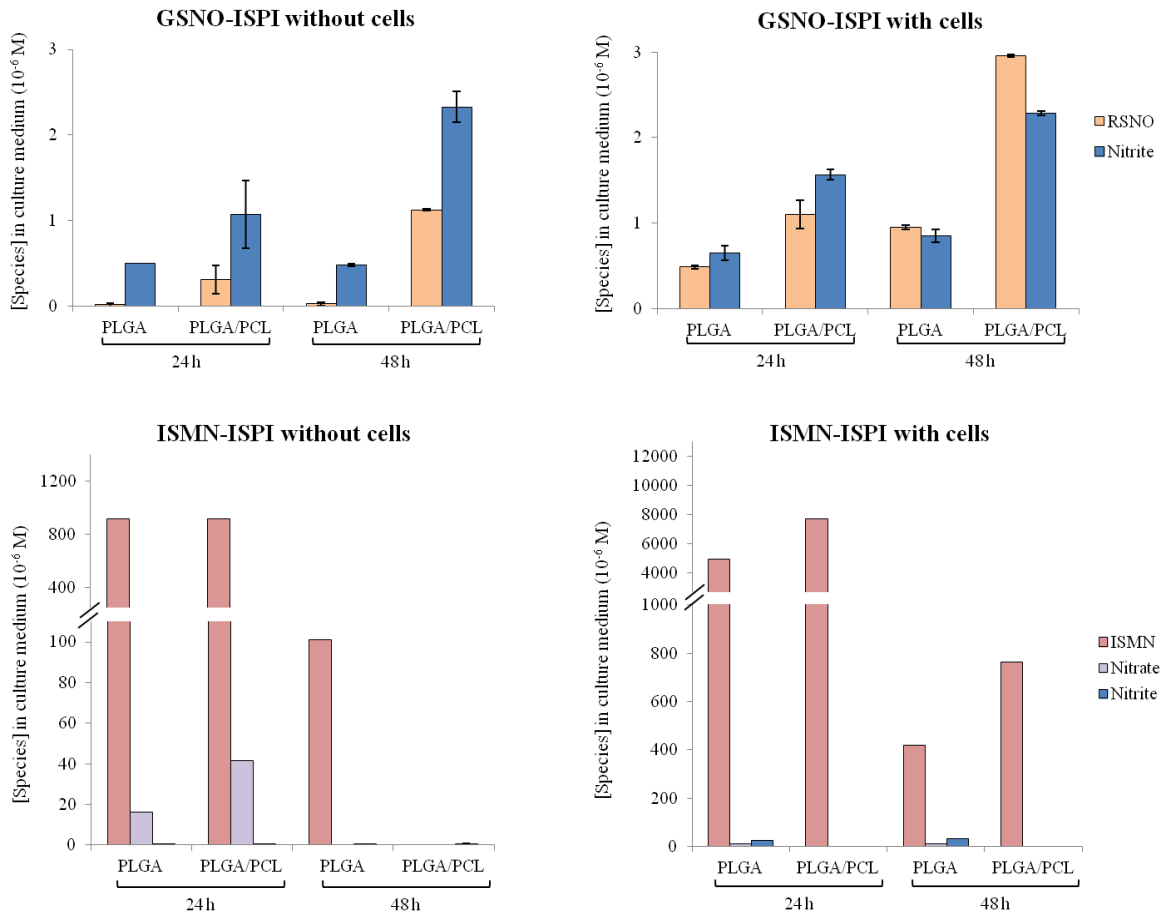 GSNO-ISPI without cells
[Species] in culture medium (10⁻⁶ M)
3
2
1
0
PLGA PLGA/PCL PLGA PLGA/PCL
24h 48h
GSNO-ISPI with cells
[Species] in culture medium (10⁻⁶ M)
3
2
1
0
PLGA PLGA/PCL PLGA PLGA/PCL
24h 48h
RSNO
Nitrite
ISMN-ISPI without cells
[Species] in culture medium (10⁻⁶ M)
1200
800
400
100
80
60
40
20
0
PLGA PLGA/PCL PLGA PLGA/PCL
24h 48h
ISMN-ISPI with cells
[Species] in culture medium (10⁻⁶ M)
12000
10000
8000
6000
4000
1000
800
600
400
200
0
PLGA PLGA/PCL PLGA PLGA/PCL
24h 48h
ISMN
Nitrate
Nitrite